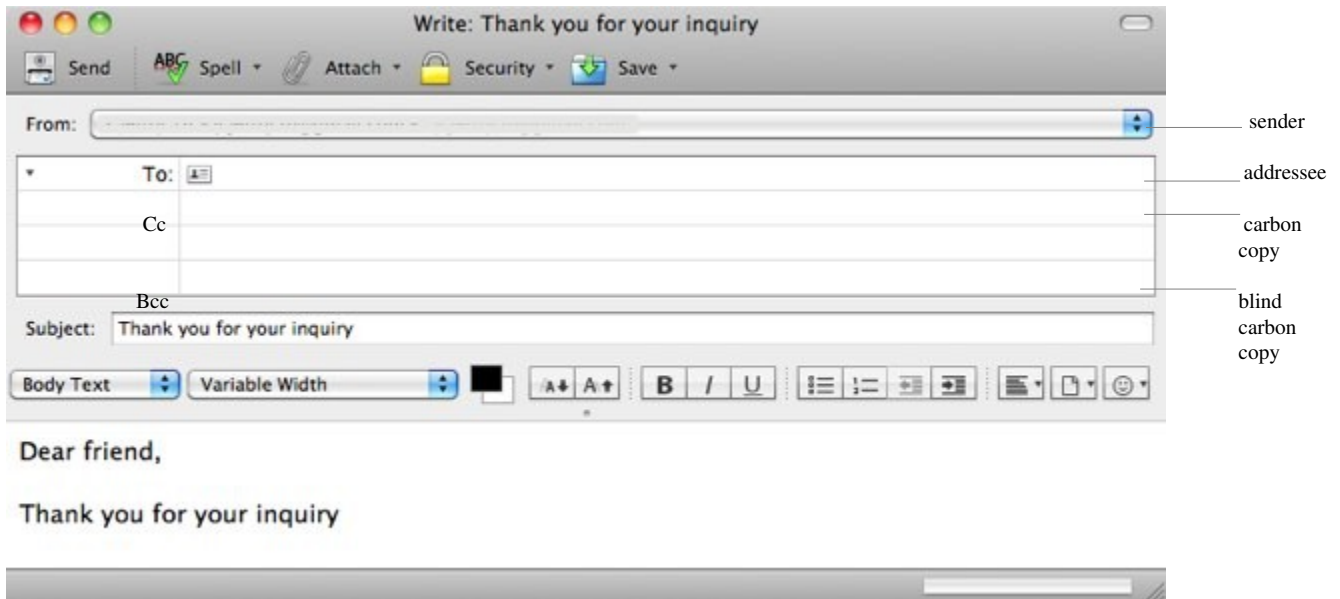 Write: Thank you for your inquiry
Send ABC Spell Attach Security Save
From:
sender
To:
addressee
Cc
carbon
copy
Bcc
blind
carbon
copy
Subject: Thank you for your inquiry
Body Text Variable Width A A B I U
Dear friend,
Thank you for your inquiry